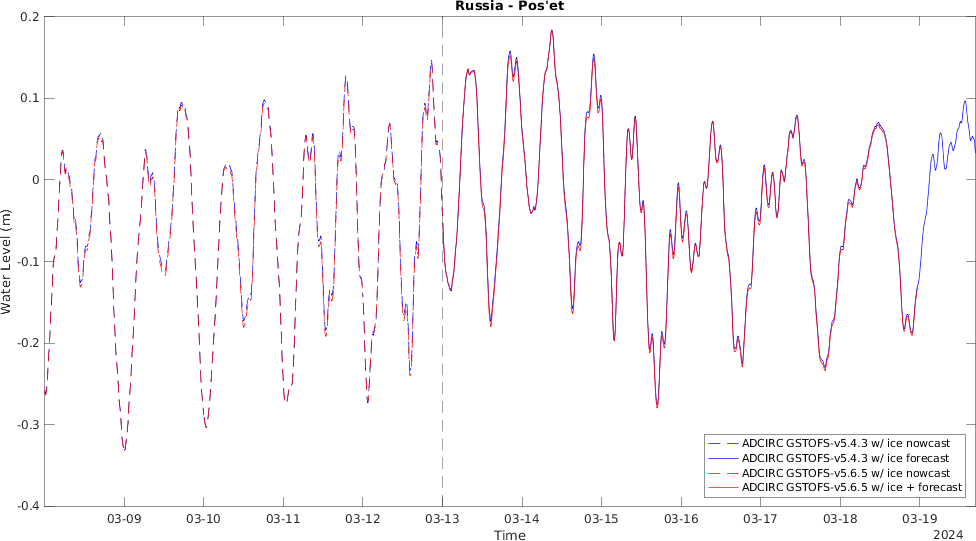 Russia - Pos'et
Water Level (m)
0.2
0.1
0
-0.1
-0.2
-0.3
-0.4
ADCIRC GSTOFS-v5.4.3 w/ ice nowcast
ADCIRC GSTOFS-v5.4.3 w/ ice forecast
ADCIRC GSTOFS-v5.6.5 w/ ice nowcast
ADCIRC GSTOFS-v5.6.5 w/ ice + forecast
03-09 03-10 03-11 03-12 03-13 03-14 03-15 03-16 03-17 03-18 03-19
Time
2024